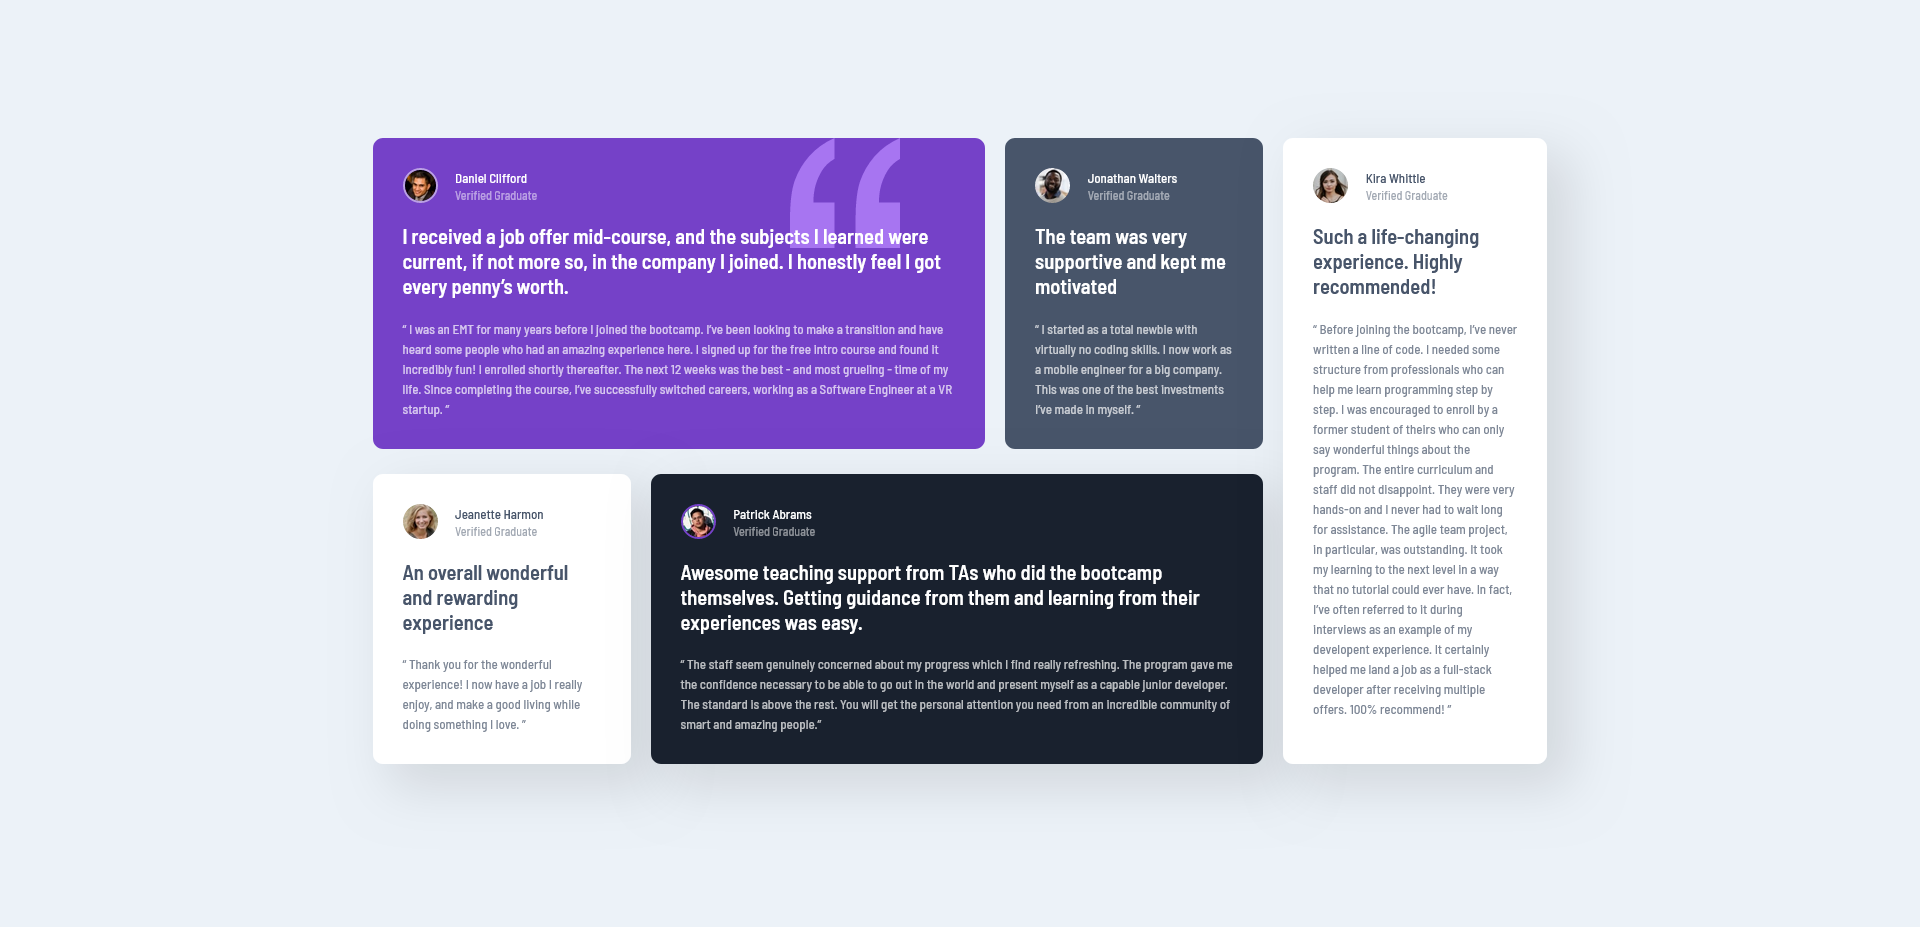 Daniel Clifford
Verified Graduate
I received a job offer mid-course, and the subjects I learned were
current, if not more so, in the company I joined. I honestly feel I got
every penny’s worth.
“ I was an EMT for many years before I joined the bootcamp. I’ve been looking to make a transition and have
heard some people who had an amazing experience here. I signed up for the free intro course and found it
incredibly fun! I enrolled shortly thereafter. The next 12 weeks was the best - and most grueling - time of my
life. Since completing the course, I’ve successfully switched careers, working as a Software Engineer at a VR
startup. ”
Jonathan Walters
Verified Graduate
The team was very
supportive and kept me
motivated
“ I started as a total newbie with
virtually no coding skills. I now work as
a mobile engineer for a big company.
This was one of the best investments
I’ve made in myself. ”
Kira Whittle
Verified Graduate
Such a life-changing
experience. Highly
recommended!
“ Before joining the bootcamp, I’ve never
written a line of code. I needed some
structure from professionals who can
help me learn programming step by
step. I was encouraged to enroll by a
former student of theirs who can only
say wonderful things about the
program. The entire curriculum and
staff did not disappoint. They were very
hands-on and I never had to wait long
for assistance. The agile team project,
in particular, was outstanding. It took
my learning to the next level in a way
that no tutorial could ever have. In fact,
I’ve often referred to it during
interviews as an example of my
developent experience. It certainly
helped me land a job as a full-stack
developer after receiving multiple
offers. 100% recommend! ”
Jeanette Harmon
Verified Graduate
An overall wonderful
and rewarding
experience
“ Thank you for the wonderful
experience! I now have a job I really
enjoy, and make a good living while
doing something I love. ”
Patrick Abrams
Verified Graduate
Awesome teaching support from TAs who did the bootcamp
themselves. Getting guidance from them and learning from their
experiences was easy.
“ The staff seem genuinely concerned about my progress which I find really refreshing. The program gave me
the confidence necessary to be able to go out in the world and present myself as a capable junior developer.
The standard is above the rest. You will get the personal attention you need from an incredible community of
smart and amazing people.”